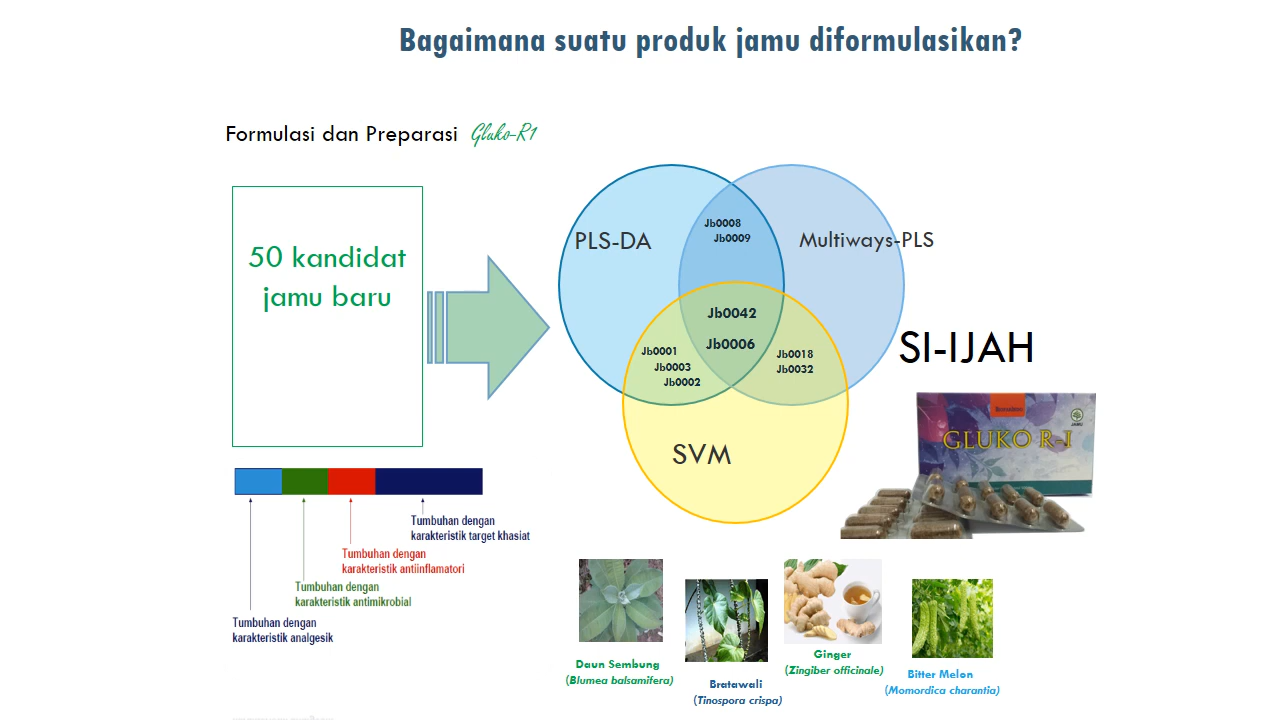 Bagaimana suatu produk jamu diformulasikan?
Formulasi dan Preparasi Gluko-R1
50 kandidat
jamu baru
PLS-DA
Multiways-PLS
SVM
Jb0008
Jb0009
Jb0042
Jb0006
Jb0001
Jb0003
Jb0002
Jb0018
Jb0032
SI-IJAH
JAMU
GLUKO R-I
Tumbuhan dengan
karakteristik target khasiat
Tumbuhan dengan
karakteristik antiinflamatori
Tumbuhan dengan
karakteristik antimikrobial
Tumbuhan dengan
karakteristik analgesik
Daun Sembung
(Blumea balsamifera)
Bratawali
(Tinospora crispa)
Ginger
(Zingiber officinale)
Bitter Melon
(Momordica charantia)